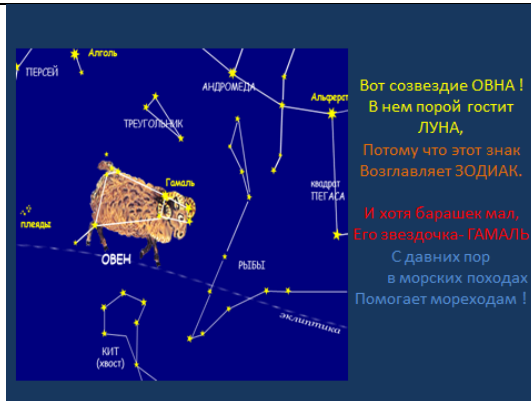 Алголь
ПЕРСЕЙ
АНДРОМЕДА
Альферет
ТРЕУГОЛЬНИК
Гамаль
квадрат
ПЕГАСА
плеяды
ОВЕН
РЫБЫ
эклиптика
КИТ
(хвост)
Вот созвездие ОВНА !
В нем порой гостит
ЛУНА,
Потому что этот знак
Возглавляет ЗОДИАК.
И хотя барашек мал,
Его звездочка- ГАМАЛЬ
С давних пор
в морских походах
Помогает мореходам !